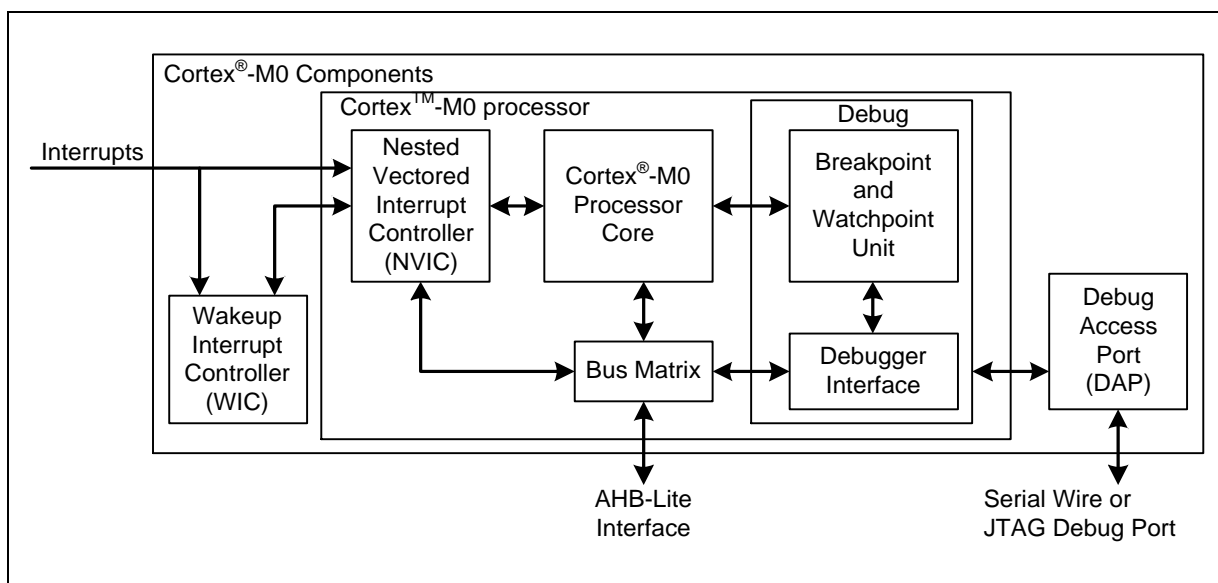 Cortex®-M0 Components
Cortex™-M0 processor
Debug
Interrupts
Nested
Vectored
Interrupt
Controller
(NVIC)
Cortex®-M0
Processor
Core
Breakpoint
and
Watchpoint
Unit
Wakeup
Interrupt
Controller
(WIC)
Bus Matrix
Debugger
Interface
Debug
Access
Port
(DAP)
AHB-Lite
Interface
Serial Wire or
JTAG Debug Port